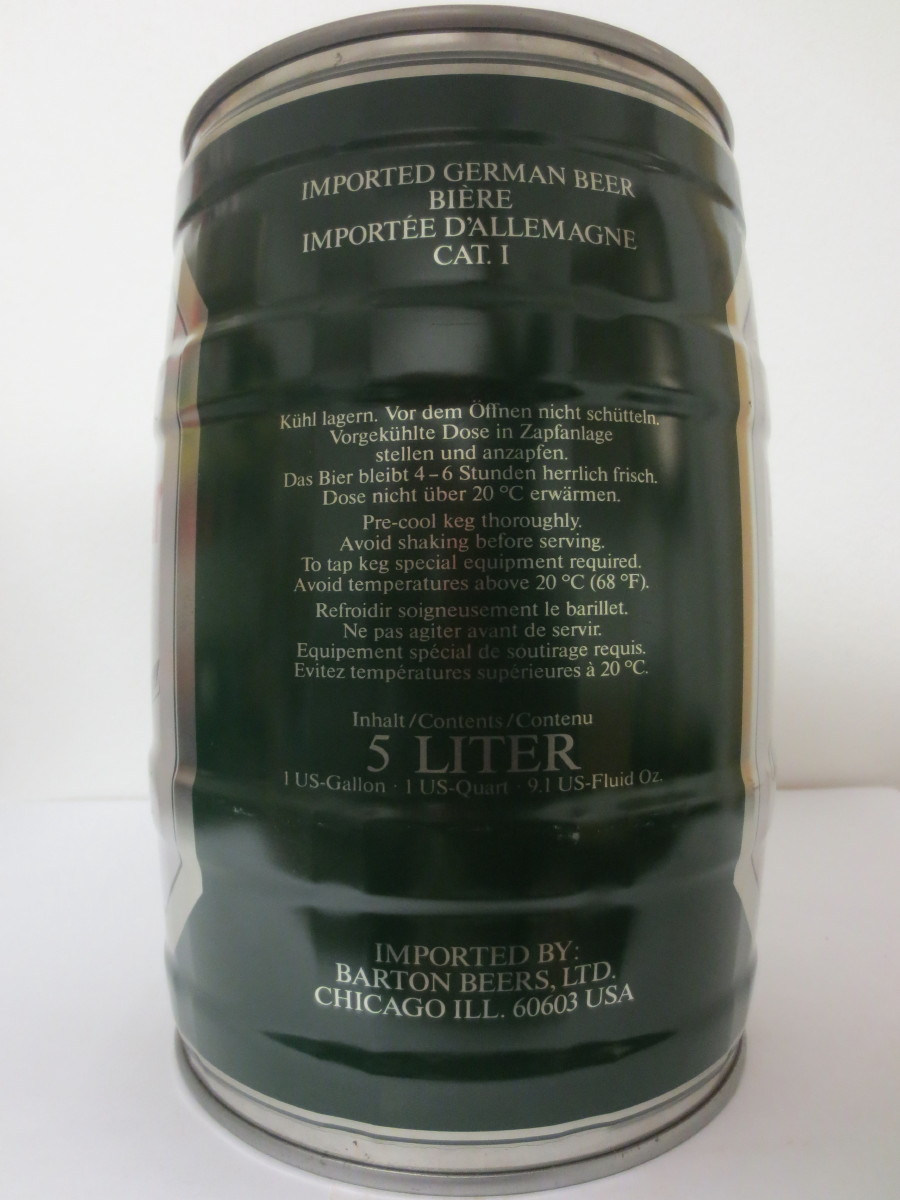 IMPORTED GERMAN BEER
BIÈRE
IMPORTÉE D'ALLEMAGNE
CAT. I
Kühl lagern. Vor dem Öffnen nicht schütteln.
Vorgekühlte Dose in Zapfanlage
stellen und anzapfen.
Das Bier bleibt 4–6 Stunden herrlich frisch.
Dose nicht über 20 °C erwärmen.
Pre-cool keg thoroughly.
Avoid shaking before serving.
To tap keg special equipment required.
Avoid temperatures above 20 °C (68 °F).
Refroidir soigneusement le barillet.
Ne pas agiter avant de servir.
Equipement spécial de soutirage requis.
Evitez températures supérieures à 20 °C.
Inhalt/Contents/Contenu
5 LITER
1 US-Gallon · 1 US-Quart · 9.1 US-Fluid Oz.
IMPORTED BY:
BARTON BEERS, LTD.
CHICAGO ILL. 60603 USA